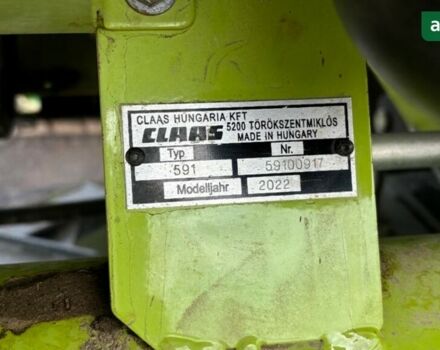 CLAAS HUNGARIA KFT
5200 TÖRÖKSZENTMIKLÓS
CLAAS MADE IN HUNGARY
Typ Nr.
591 59100917
Modelljahr 2022
a